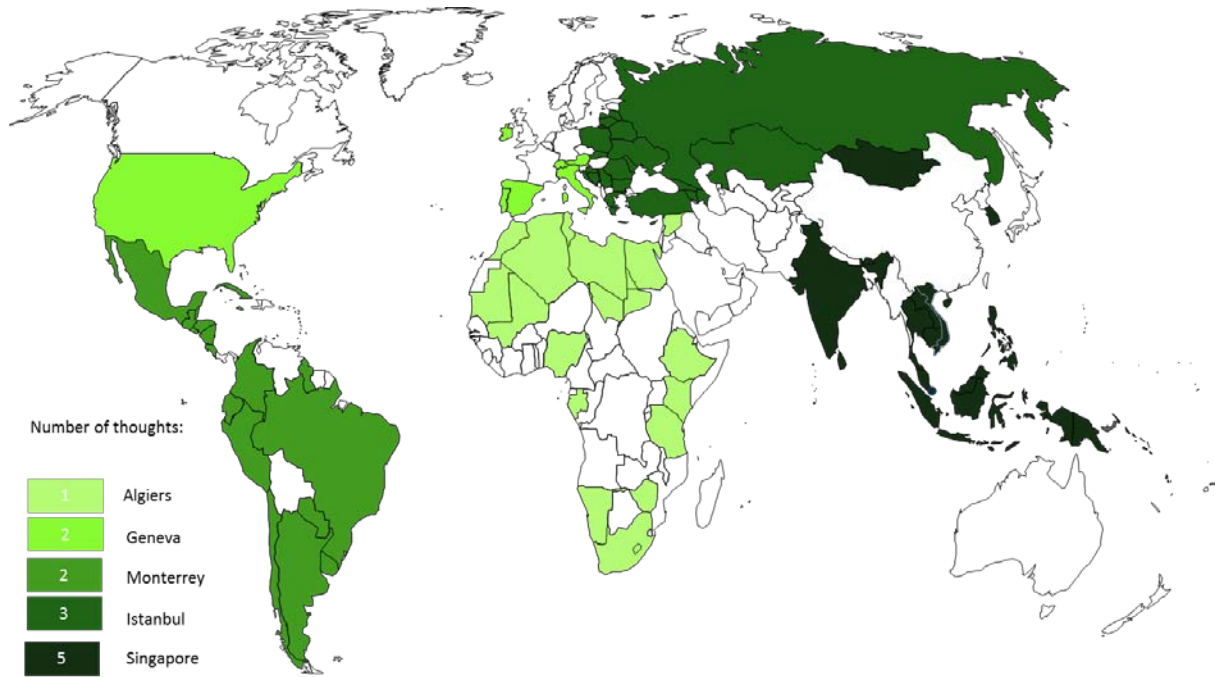 Number of thoughts:
1 Algiers
2 Geneva
2 Monterrey
3 Istanbul
5 Singapore